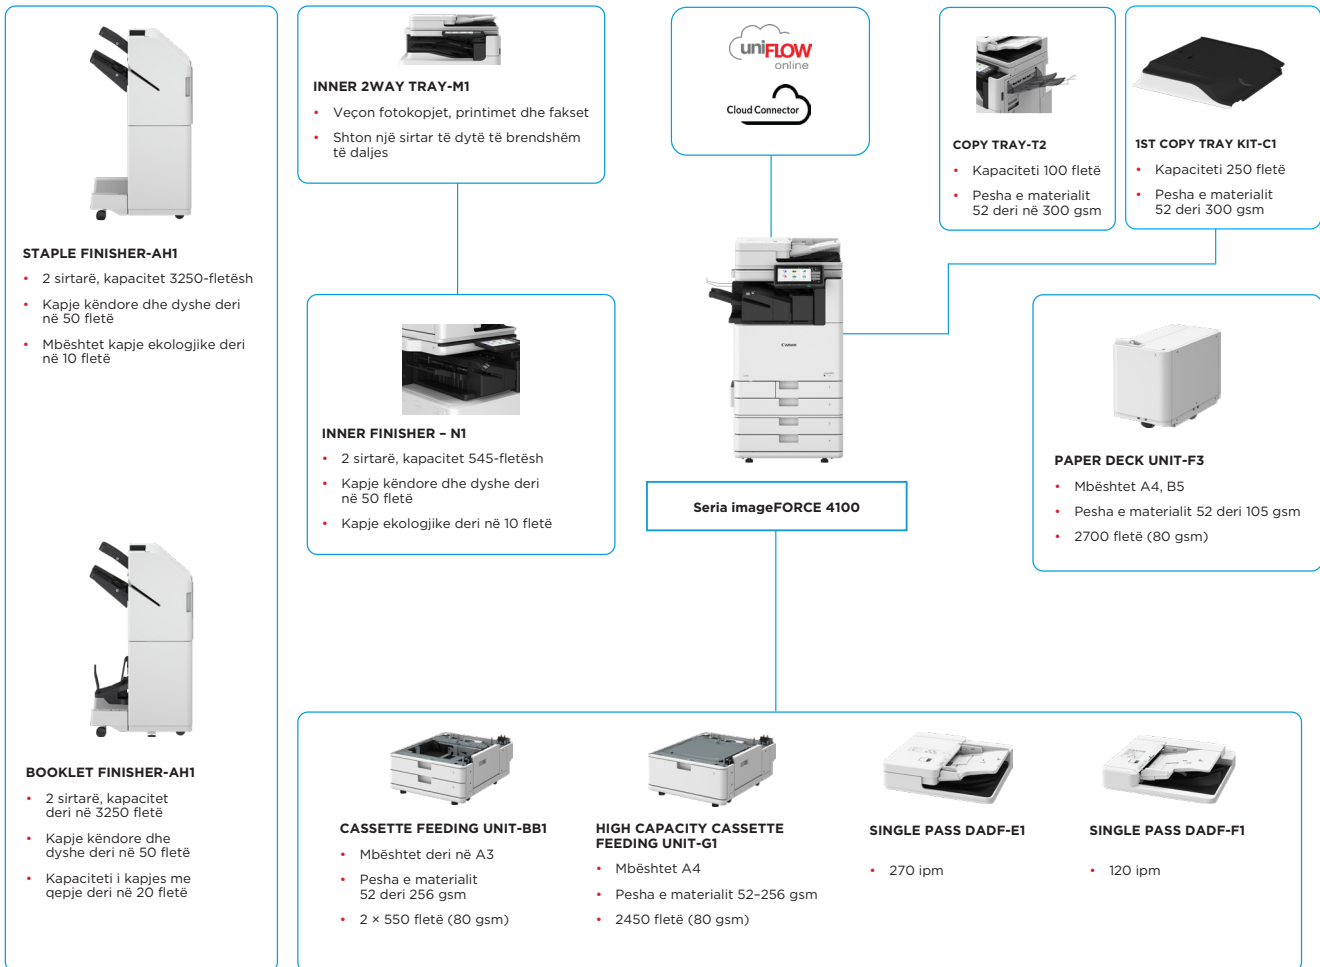 STAPLE FINISHER-AH1
• 2 sirtarë, kapacitet 3250-fletësh
• Kapje këndore dhe dyshe deri
në 50 fletë
• Mbështet kapje ekologjike deri
në 10 fletë
BOOKLET FINISHER-AH1
• 2 sirtarë, kapacitet
deri në 3250 fletë
• Kapje këndore dhe
dyshe deri në 50 fletë
• Kapaciteti i kapjes me
qepje deri në 20 fletë
INNER 2WAY TRAY-M1
• Veçon fotokopjet, printimet dhe fakset
• Shton një sirtar të dytë të brendshëm
të daljes
INNER FINISHER – N1
• 2 sirtarë, kapacitet 545-fletësh
• Kapje këndore dhe dyshe deri
në 50 fletë
• Kapje ekologjike deri në 10 fletë
uniFLOW
online
Cloud Connector
Canon
Seria imageFORCE 4100
COPY TRAY-T2
• Kapaciteti 100 fletë
• Pesha e materialit
52 deri në 300 gsm
1ST COPY TRAY KIT-C1
• Kapaciteti 250 fletë
• Pesha e materialit
52 deri 300 gsm
PAPER DECK UNIT-F3
• Mbështet A4, B5
• Pesha e materialit 52 deri 105 gsm
• 2700 fletë (80 gsm)
CASSETTE FEEDING UNIT-BB1
• Mbështet deri në A3
• Pesha e materialit
52 deri 256 gsm
• 2 × 550 fletë (80 gsm)
HIGH CAPACITY CASSETTE
FEEDING UNIT-G1
• Mbështet A4
• Pesha e materialit 52–256 gsm
• 2450 fletë (80 gsm)
SINGLE PASS DADF-E1
• 270 ipm
SINGLE PASS DADF-F1
• 120 ipm